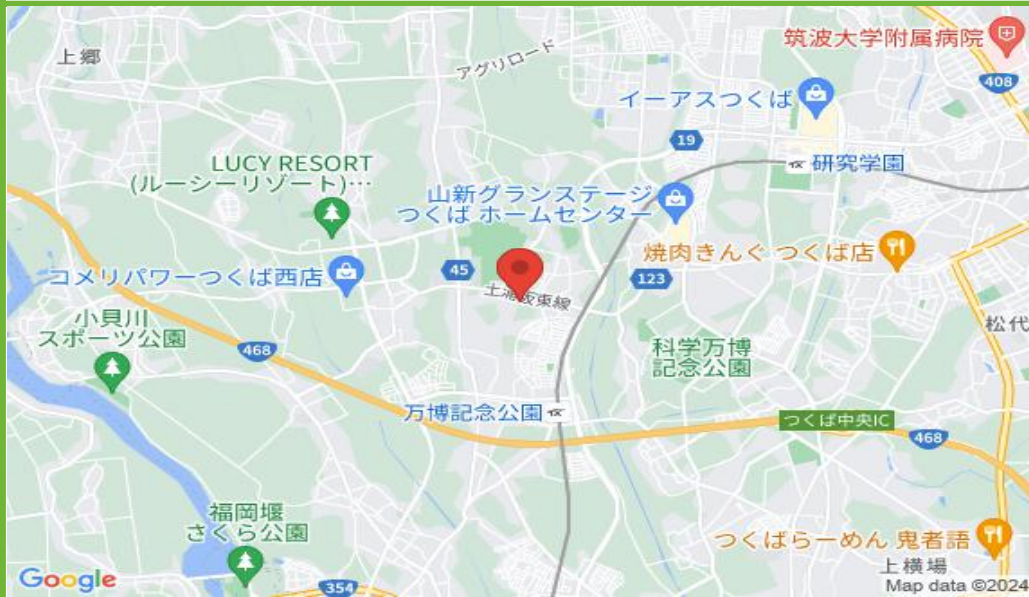 筑波大学附属病院
上郷
アグリロード
408
イーアスつくば
19
LUCY RESORT
(ルーシーリゾート)…
研究学園
山新グランステージ
つくば ホームセンター
焼肉きんぐ つくば店
45
123
コメリパワーつくば西店
土浦坂東線
小貝川
スポーツ公園
松代
468
科学万博
記念公園
万博記念公園
つくば中央IC
468
福岡堰
さくら公園
つくばらーめん 鬼者語
上横場
Google
354
Map data ©2024